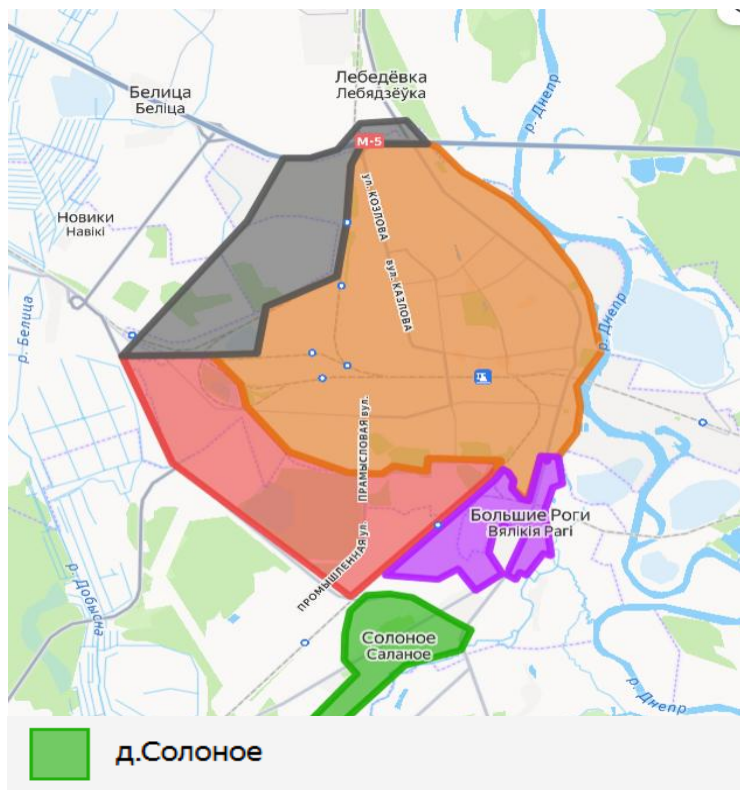 Лебедёвка
Лебядзёўка
Белица
Беліца
р. Днепр
М-5
ул. КОЗЛОВА
вул. КАЗЛОВА
Новики
Навікі
р. Белица
р. Днепр
ПРАМЫСЛОВАЯ вул.
ПРОМЫШЛЕННАЯ ул.
Большие Роги
Вялікія Рагі
р. Добысна
Солоное
Саланое
р. Днепр
д.Солоное